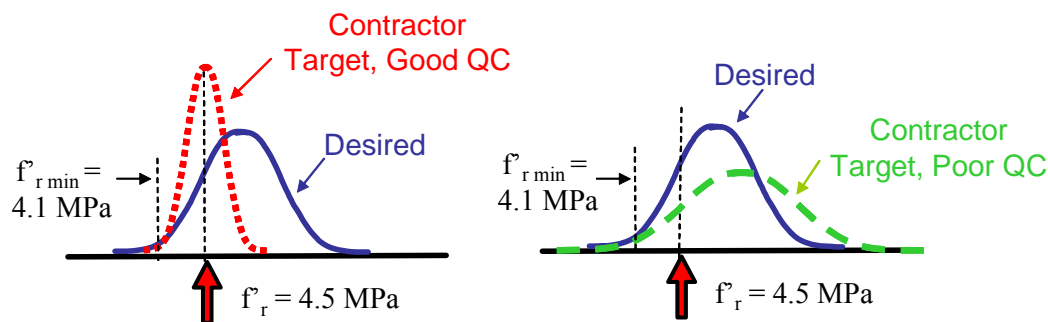 Contractor
Target, Good QC
Desired
f'r min =
4.1 MPa
f'r = 4.5 MPa
Desired
Contractor
Target, Poor QC
f'r min =
4.1 MPa
f'r = 4.5 MPa